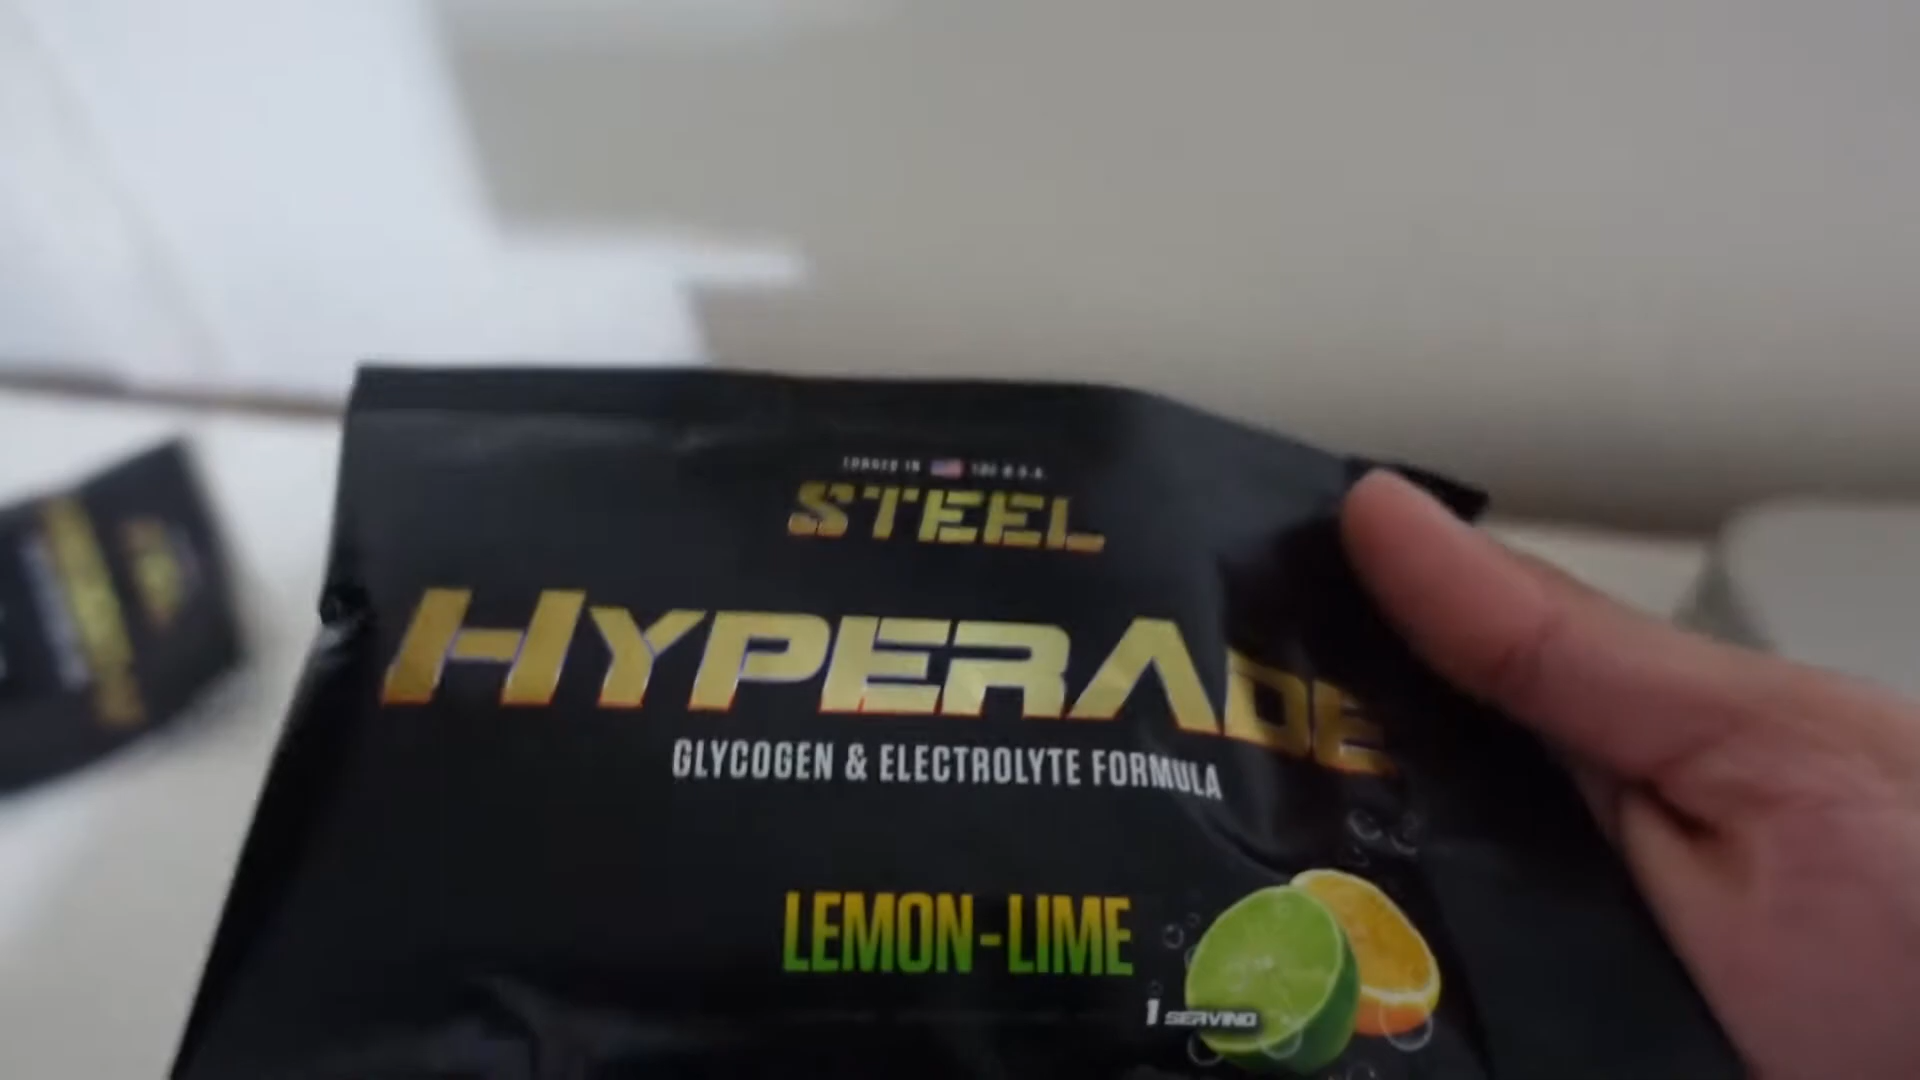 STEEL
HYPERADE
GLYCOGEN & ELECTROLYTE FORMULA
LEMON-LIME
1 SERVING